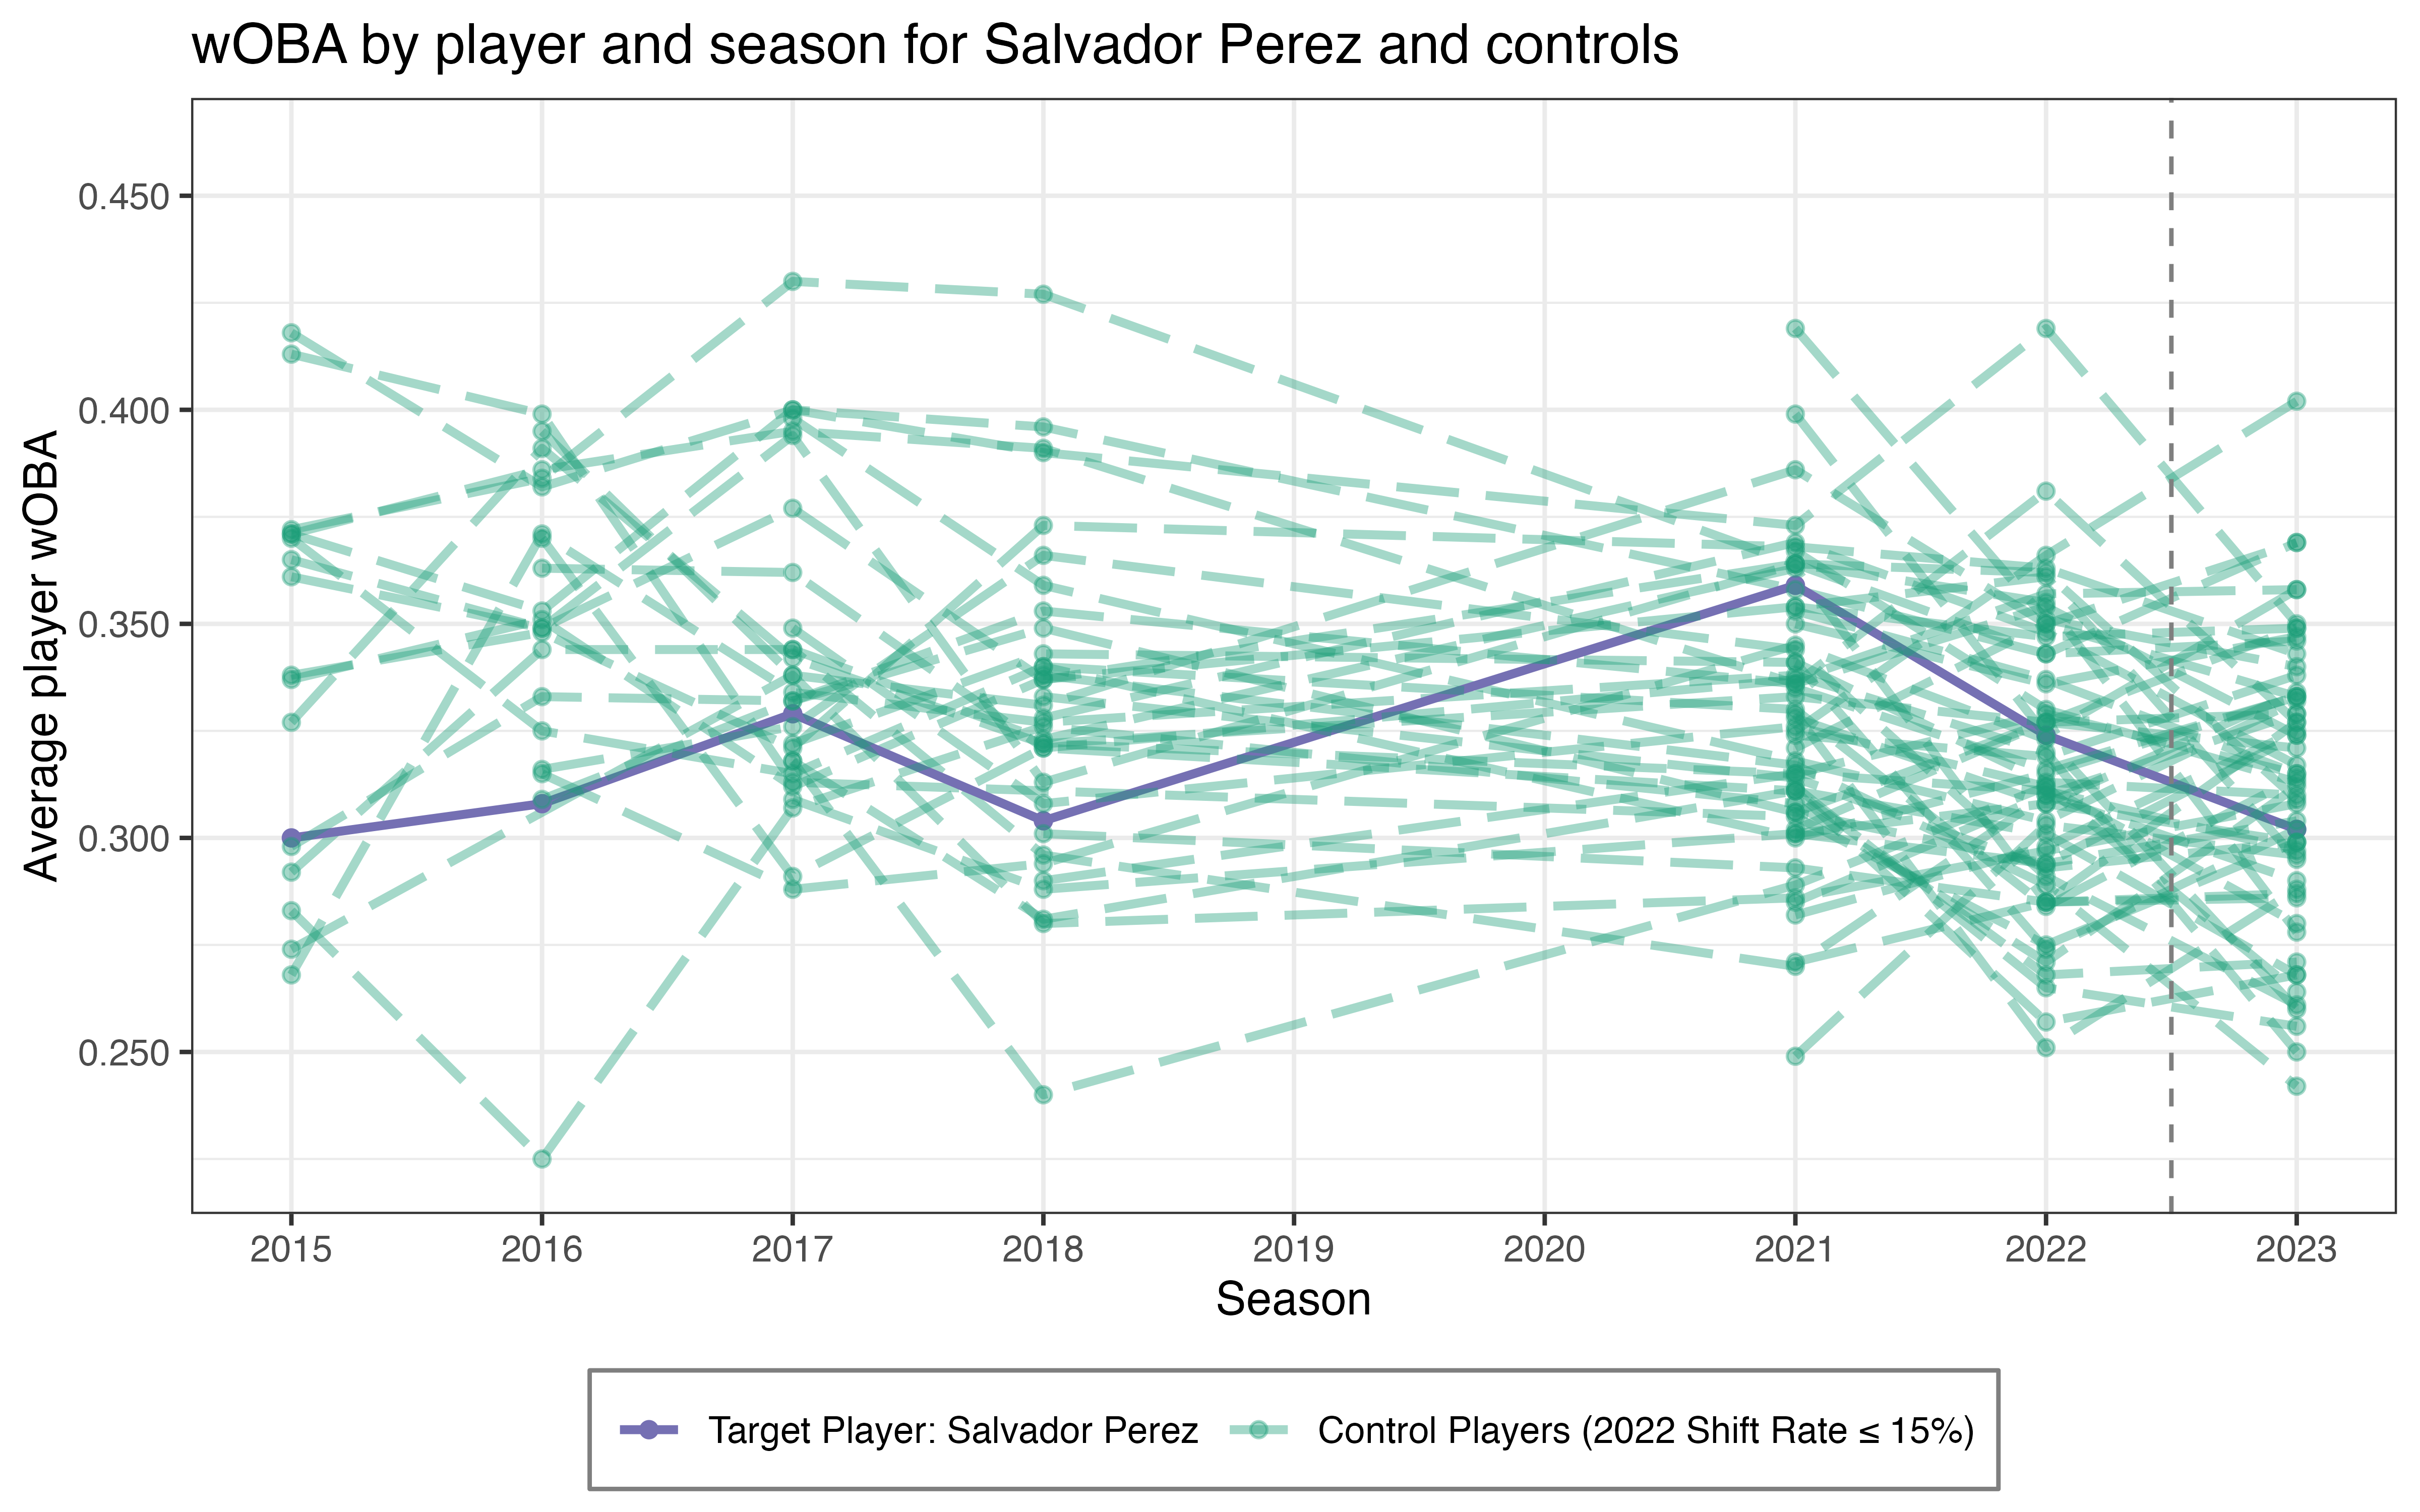 wOBA by player and season for Salvador Perez and controls
Average player wOBA
0.450
0.400
0.350
0.300
0.250
2015 2016 2017 2018 2019 2020 2021 2022 2023
Season
Target Player: Salvador Perez Control Players (2022 Shift Rate ≤ 15%)